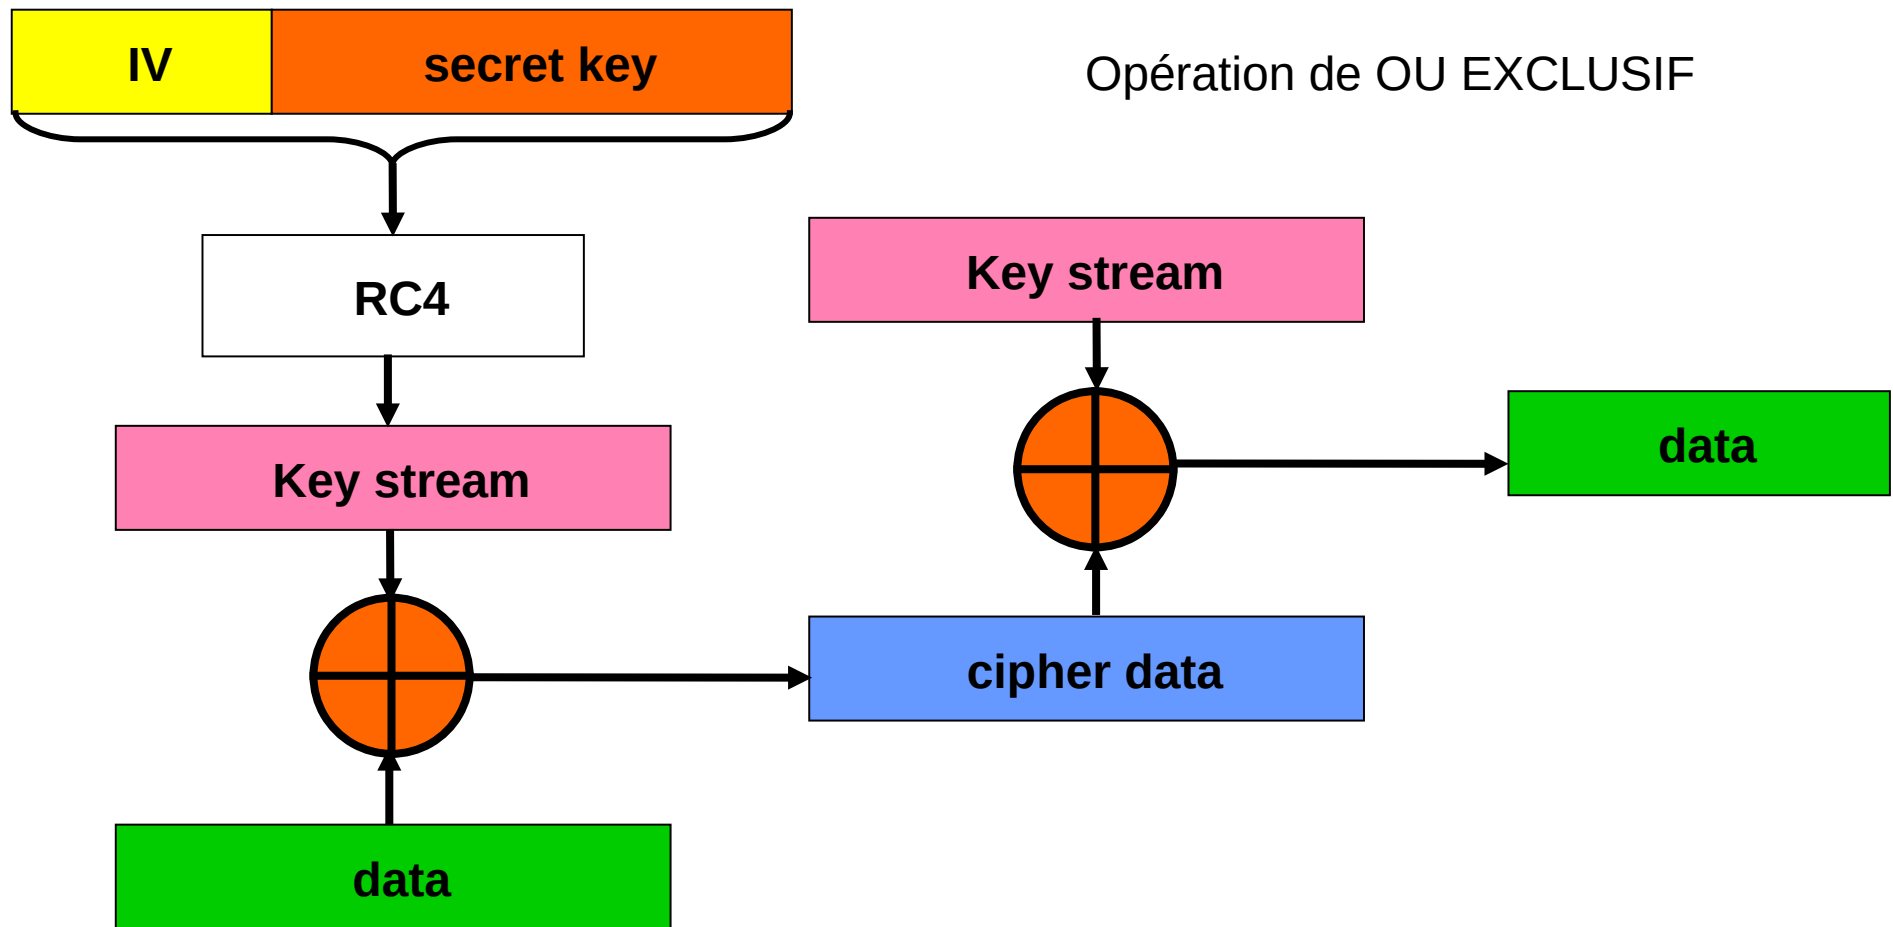 IV
secret key
Opération de OU EXCLUSIF
RC4
Key stream
Key stream
data
cipher data
data